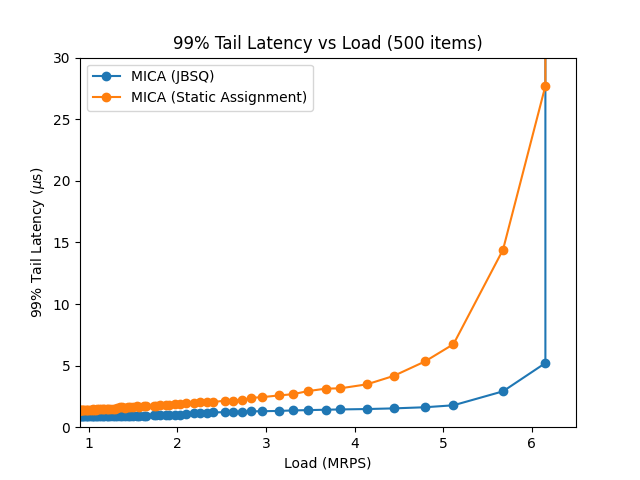 99% Tail Latency vs Load (500 items)
MICA (JBSQ)
MICA (Static Assignment)
99% Tail Latency (μs)
30
25
20
15
10
5
0
1 2 3 4 5 6
Load (MRPS)